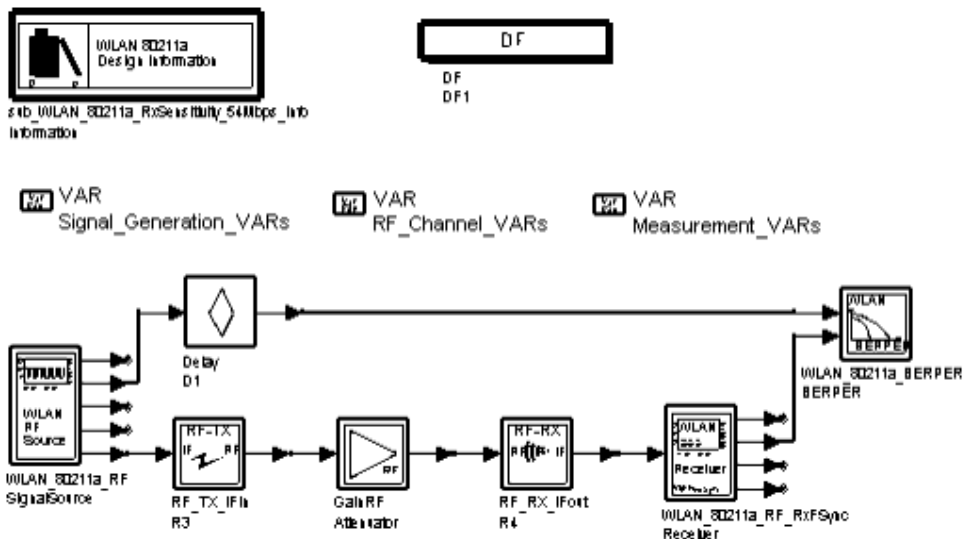 WLAN 80211a
Design Information
sub_WLAN_80211a_RxSensitivity_54Mbps_Info
Information
DF
DF
DF1
VAR
Signal_Generation_VARs
VAR
RF_Channel_VARs
VAR
Measurement_VARs
Delay
D1
WLAN
BERPER
WLAN_80211a_BERPER
BERPER
WLAN
RF
Source
WLAN_80211a_RF
SignalSource
RF-TX
IF
RF
RF_TX_IFin
R3
RF
GainRF
Attenuator
RF-RX
RF
IF
RF_RX_IFout
R4
WLAN
Receiver
WLAN_80211a_RF_RxFSync
Receiver